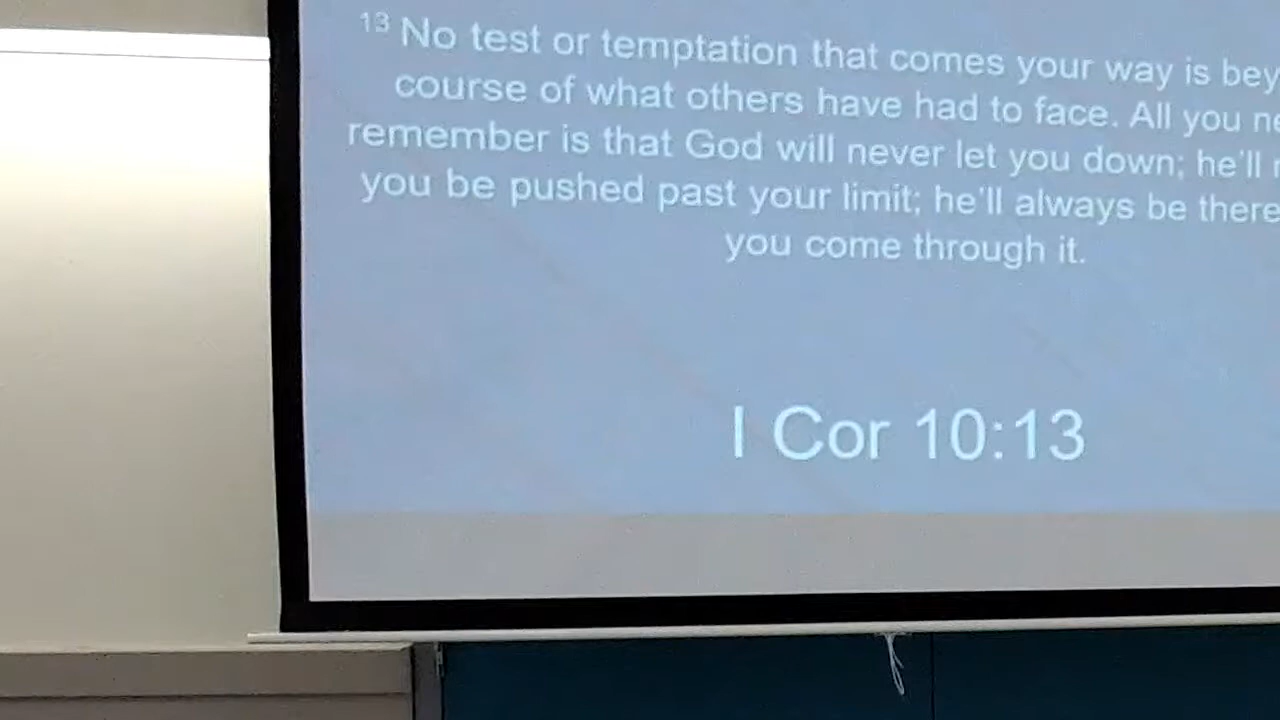 13 No test or temptation that comes your way is bey
course of what others have had to face. All you ne
remember is that God will never let you down; he'll
you be pushed past your limit; he'll always be there
you come through it.
I Cor 10:13